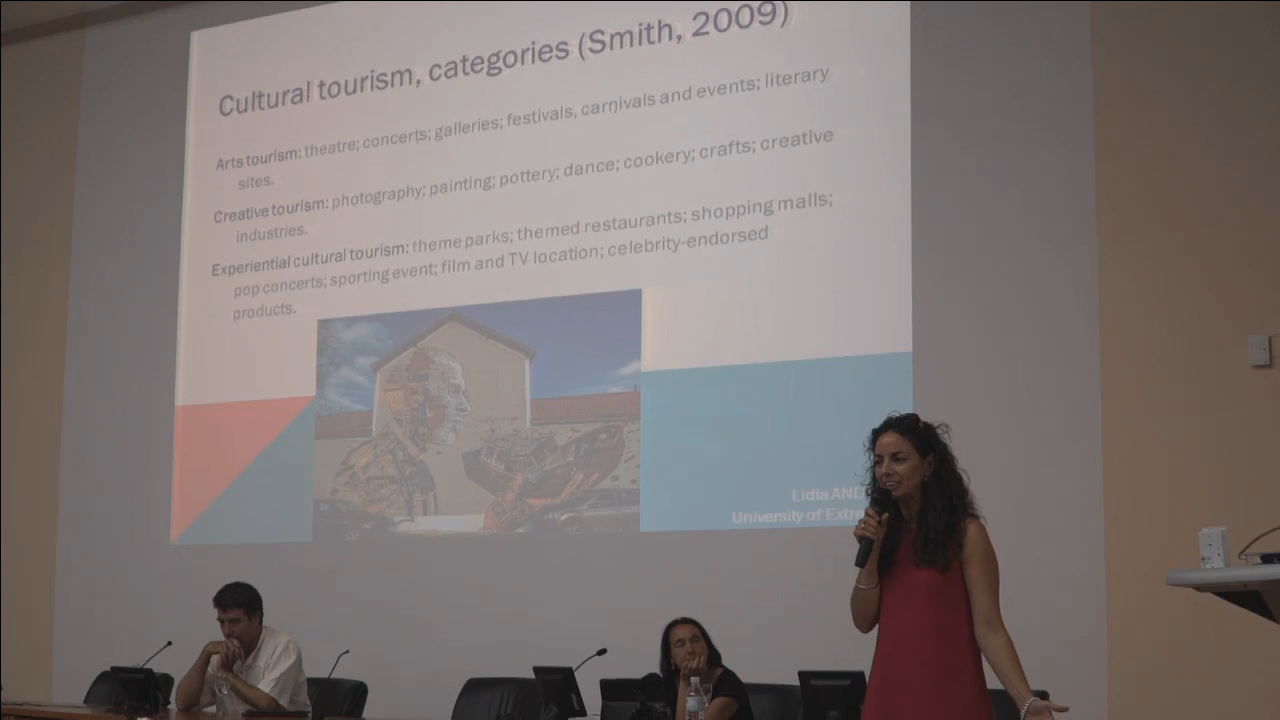 Cultural tourism, categories (Smith, 2009)
Arts tourism: theatre; concerts; galleries; festivals, carnivals and events; literary
sites.
Creative tourism: photography; painting; pottery; dance; cookery; crafts; creative
industries.
Experiential cultural tourism: theme parks; themed restaurants; shopping malls;
pop concerts; sporting event; film and TV location; celebrity-endorsed
products.
Lidia
University of